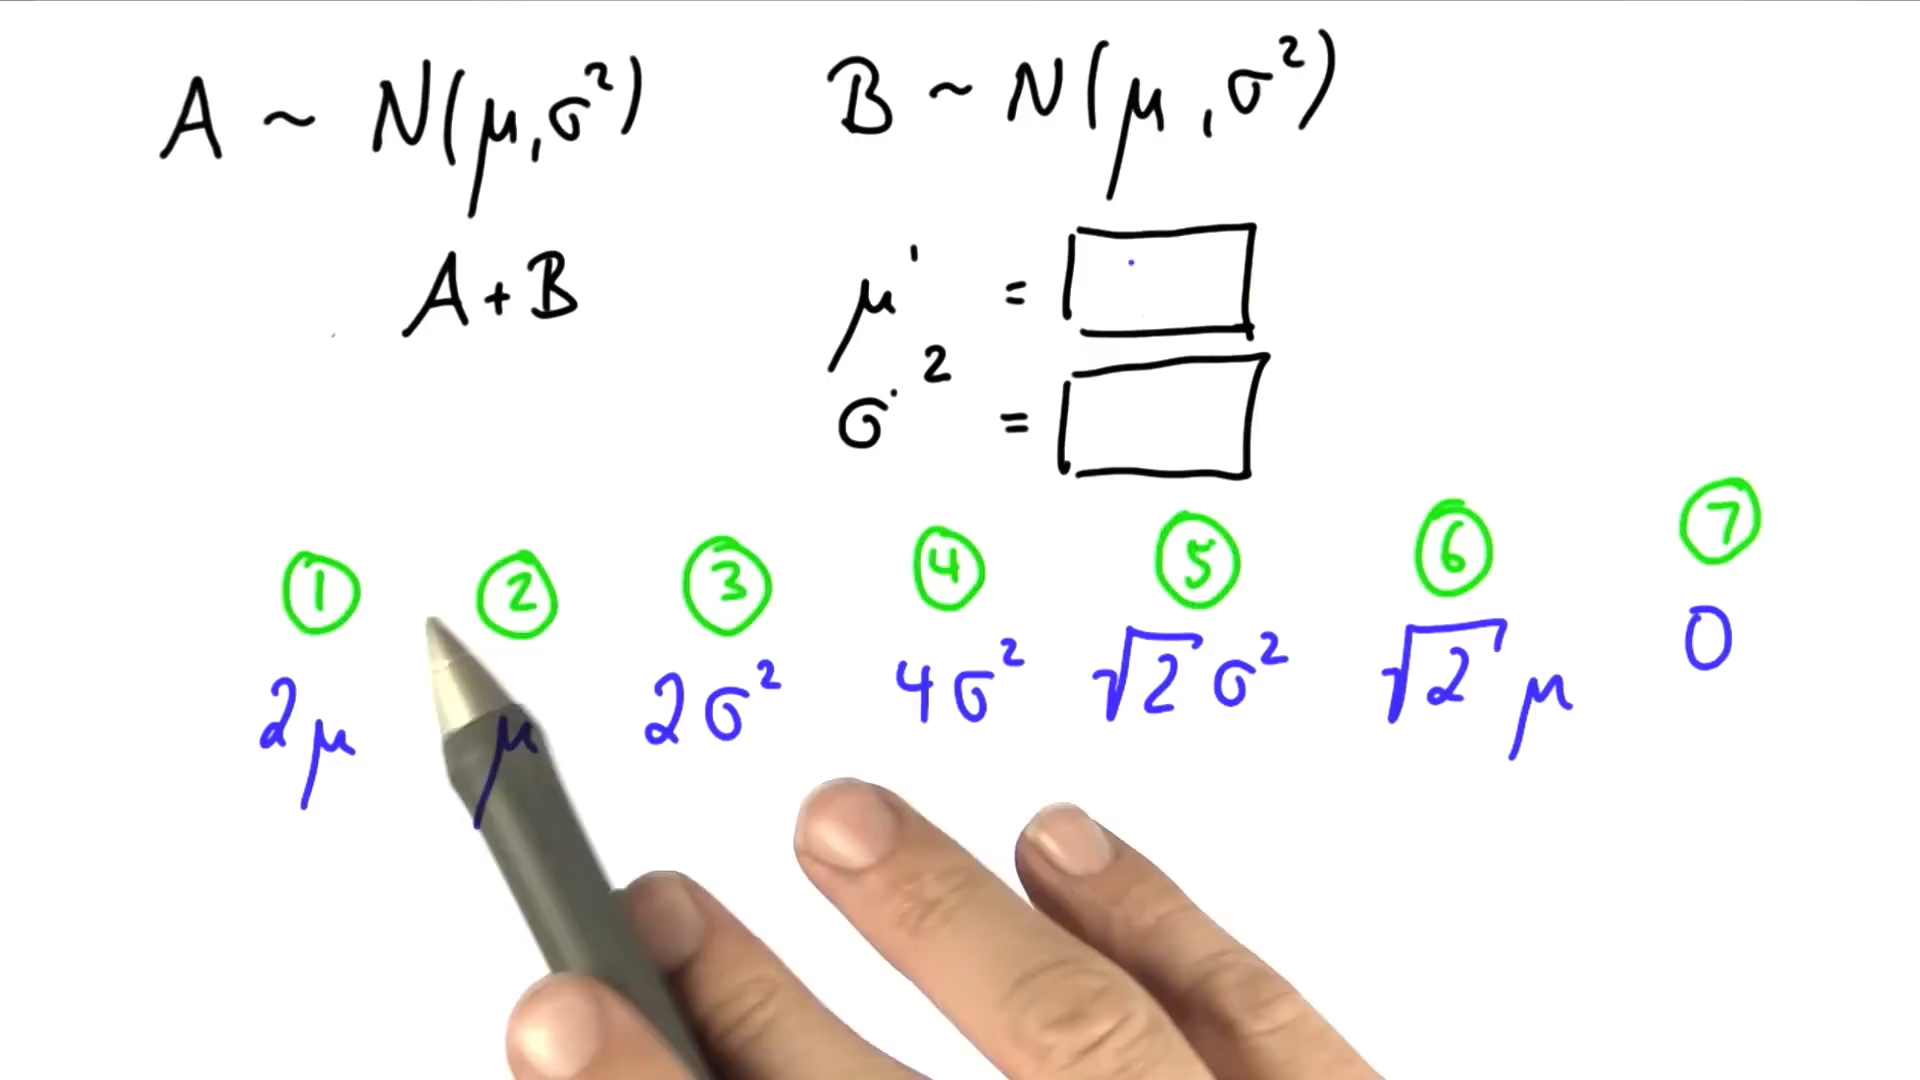 A ~ N(μ,σ²) B ~ N(μ,σ²)
A+B μ' =
σ'² =
① ② ③ ④ ⑤ ⑥ ⑦
2μ μ 2σ² 4σ² √2 σ² √2 μ 0